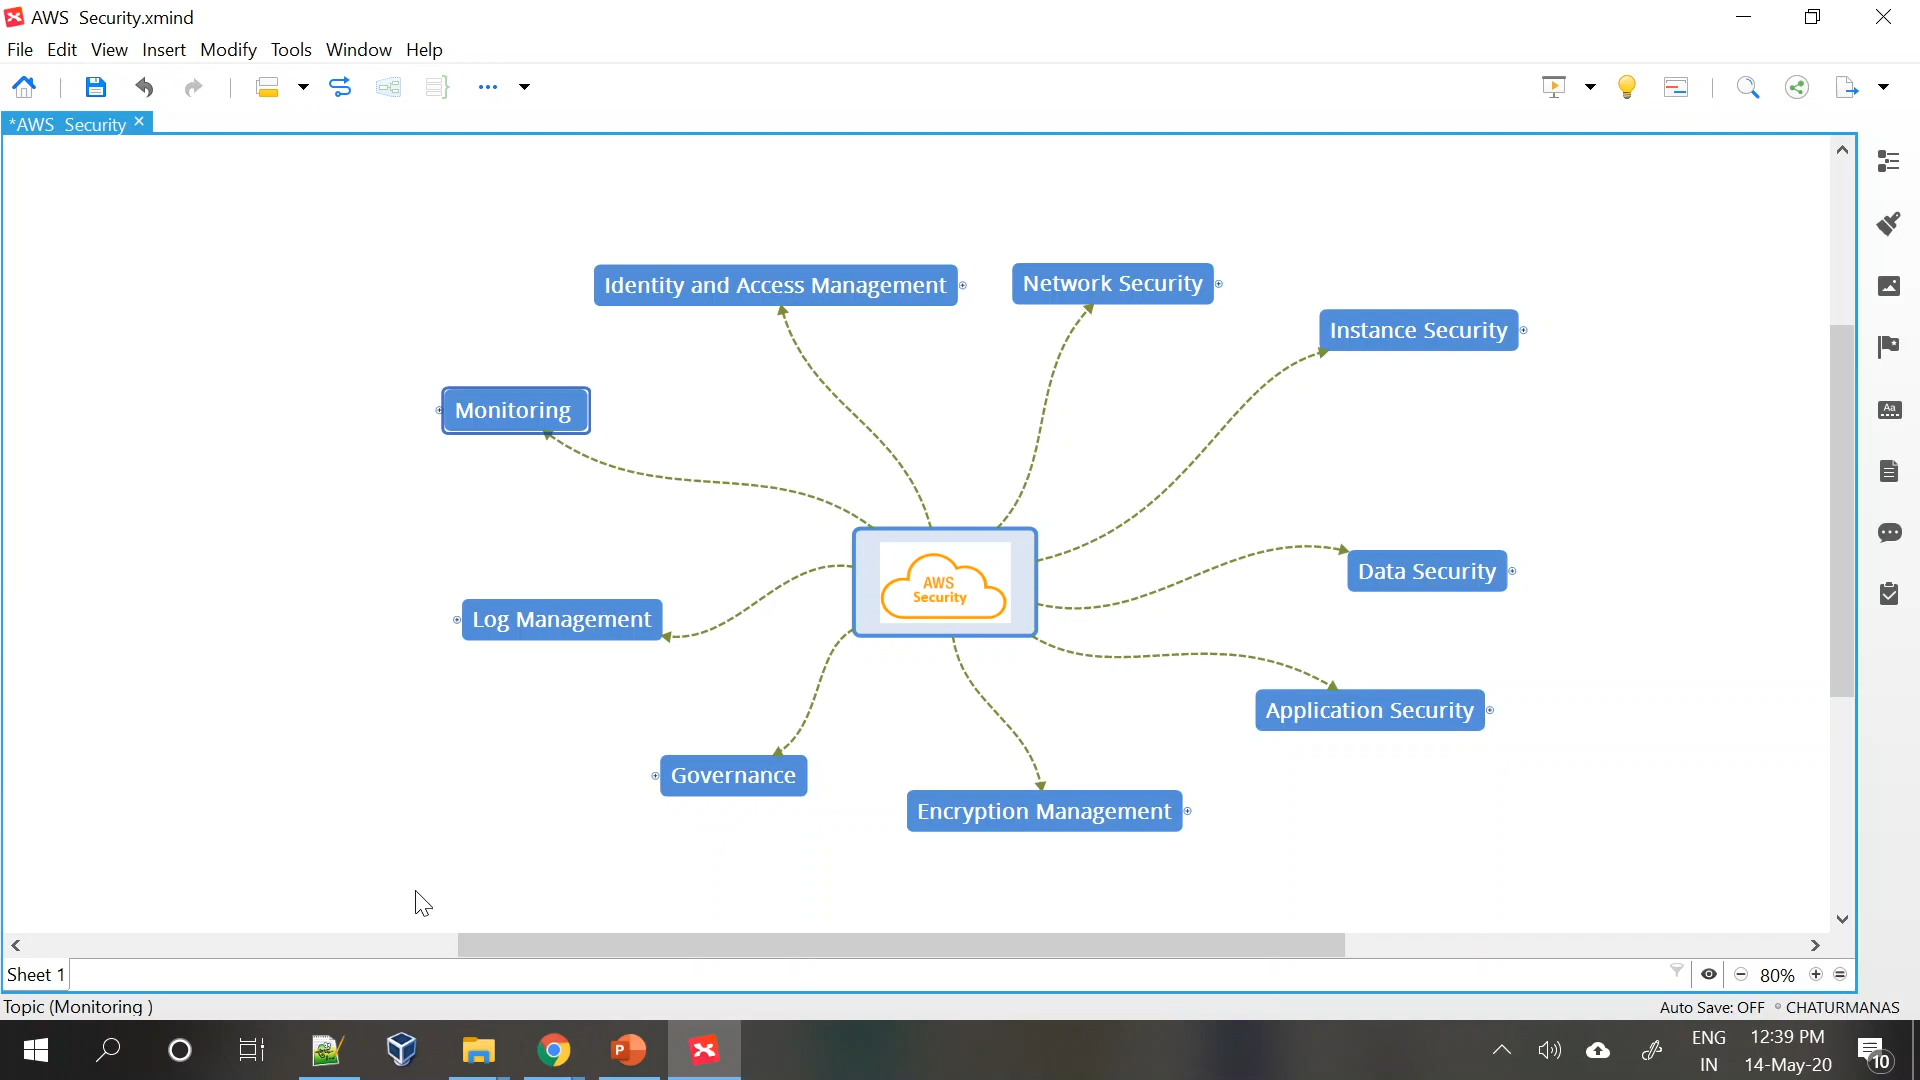 AWS Security.xmind
File Edit View Insert Modify Tools Window Help
*AWS Security
Identity and Access Management
Network Security
Instance Security
Monitoring
AWS
Security
Data Security
Log Management
Application Security
Governance
Encryption Management
Aa
Sheet 1
80%
Topic (Monitoring )
Auto Save: OFF
CHATURMANAS
P
ENG
IN
12:39 PM
14-May-20
10